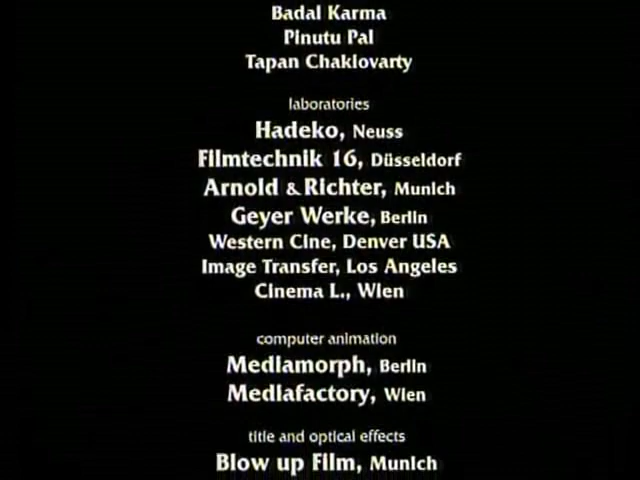 Badal Karma
Pinutu Pal
Tapan Chaklovarty
laboratories
Hadeko, Neuss
Filmtechnik 16, Düsseldorf
Arnold & Richter, Munich
Geyer Werke, Berlin
Western Cine, Denver USA
Image Transfer, Los Angeles
Cinema L., Wien
computer animation
Mediamorph, Berlin
Mediafactory, Wien
title and optical effects
Blow up Film, Munich